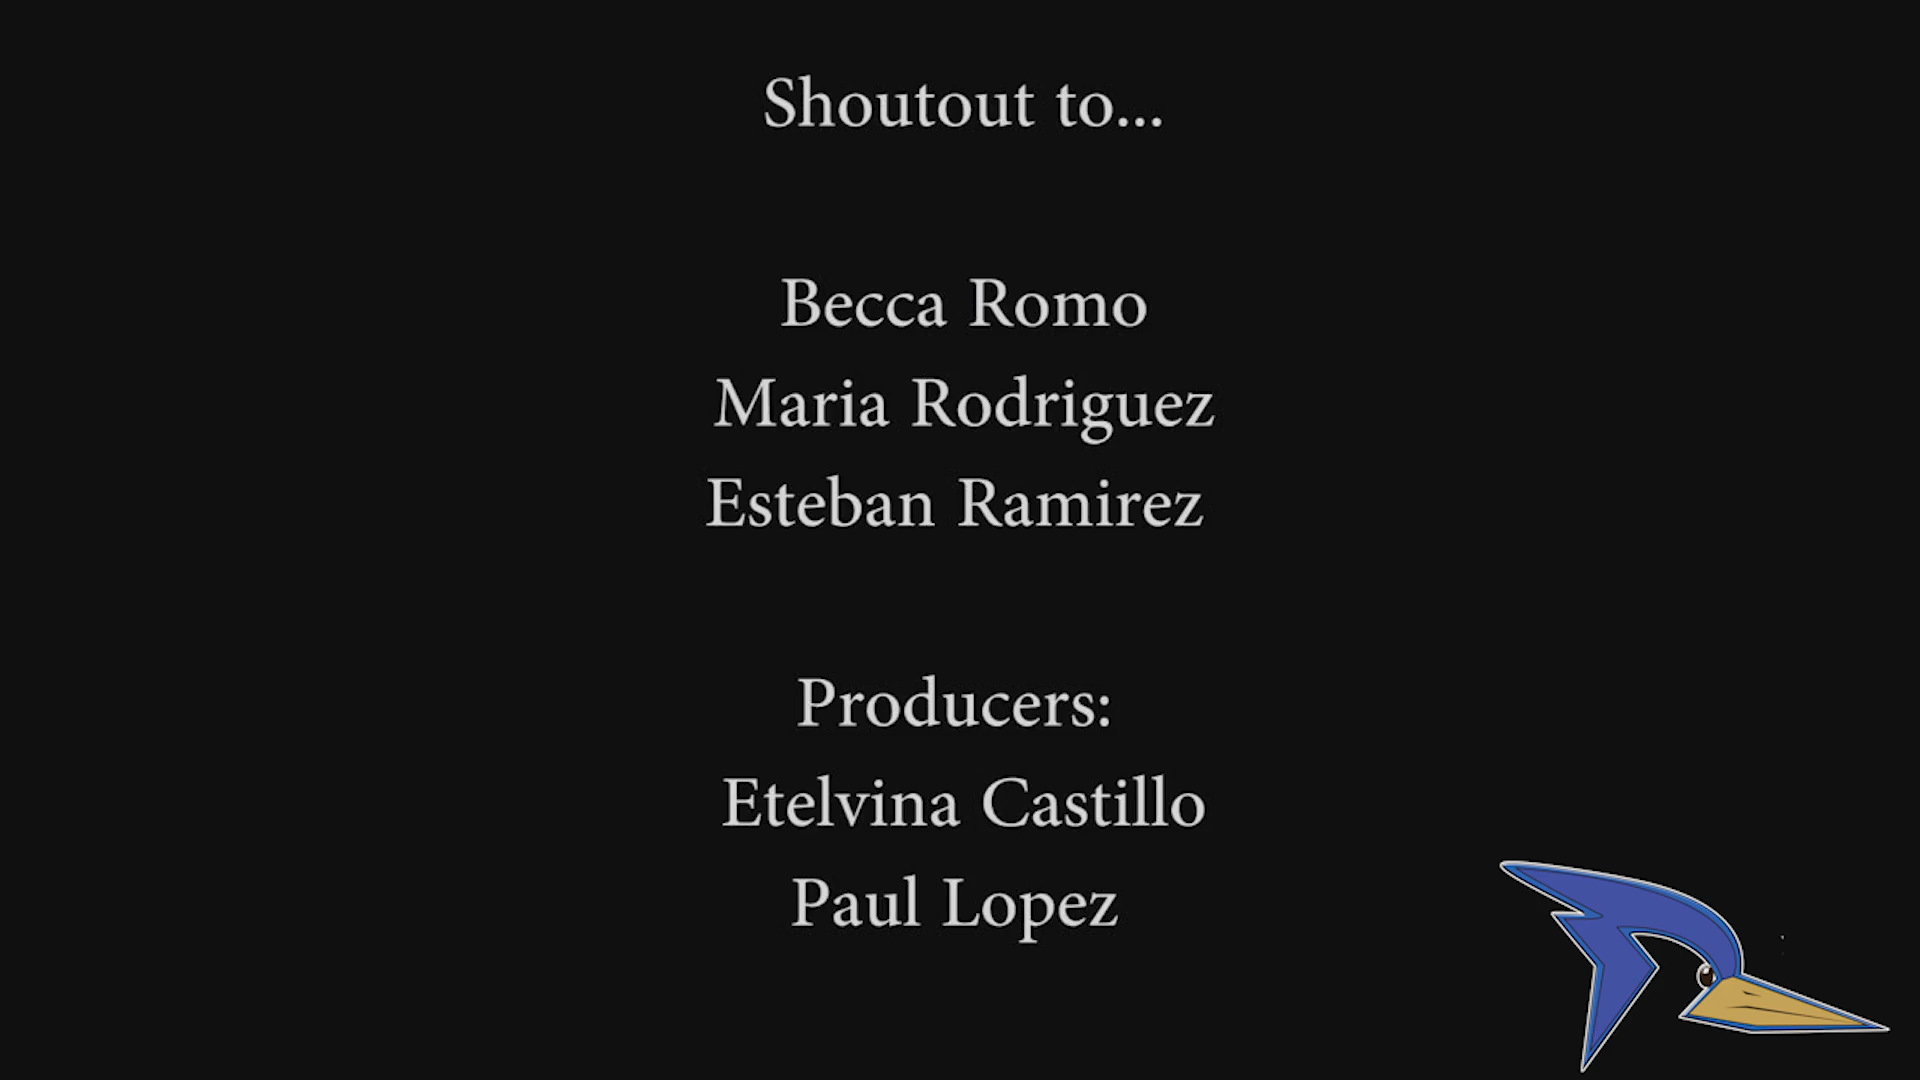 Shoutout to...
Becca Romo
Maria Rodriguez
Esteban Ramirez
Producers:
Etelvina Castillo
Paul Lopez